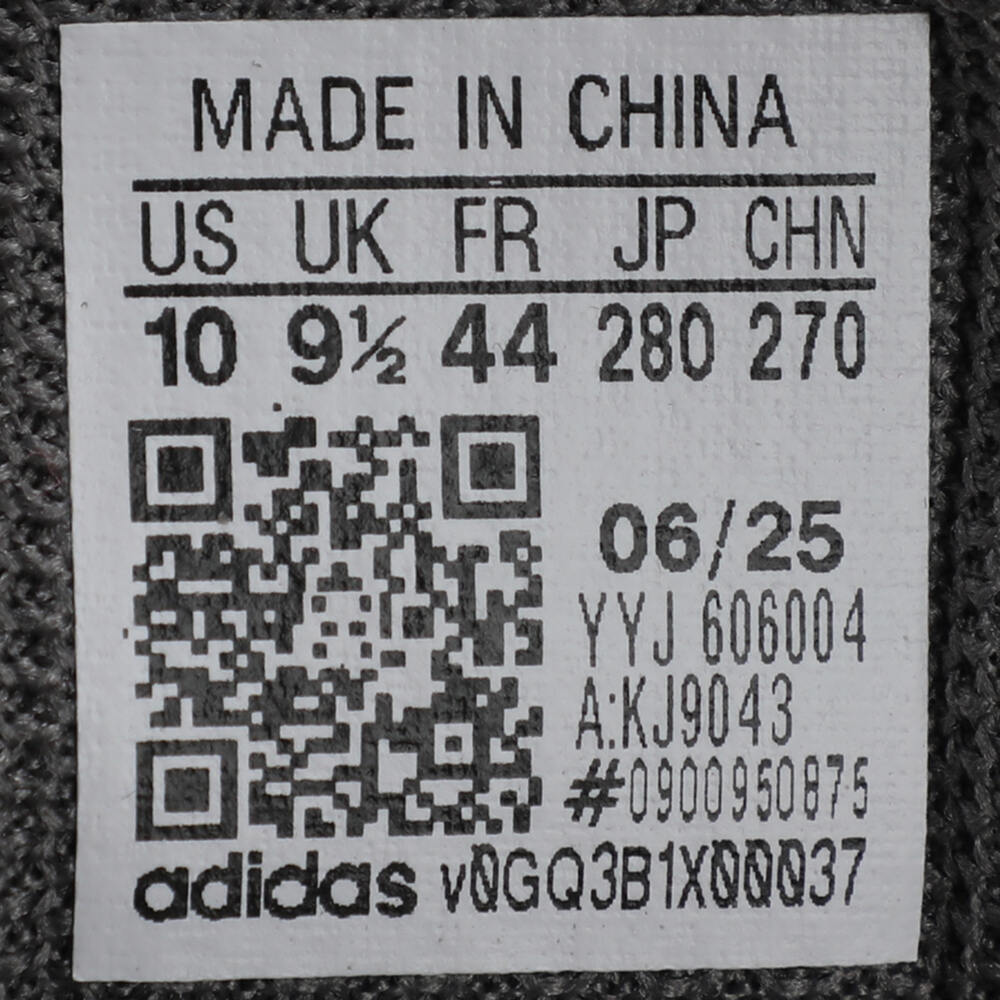 MADE IN CHINA
US UK FR JP CHN
10 9½ 44 280 270
06/25
YYJ 606004
A:KJ9043
#0900950875
adidas v0GQ3B1X00037